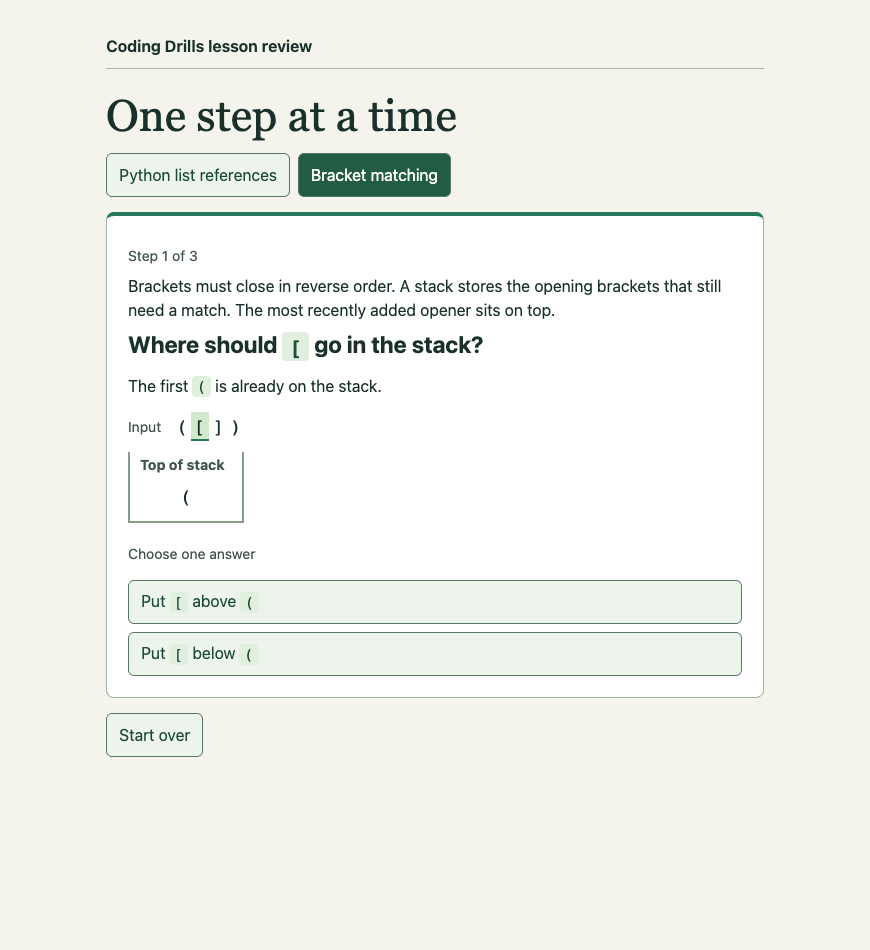 Coding Drills lesson review
One step at a time
Python list references
Bracket matching
Step 1 of 3
Brackets must close in reverse order. A stack stores the opening brackets that still
need a match. The most recently added opener sits on top.
Where should [ go in the stack?
The first ( is already on the stack.
Input ( [ ] )
Top of stack
(
Choose one answer
Put [ above (
Put [ below (
Start over